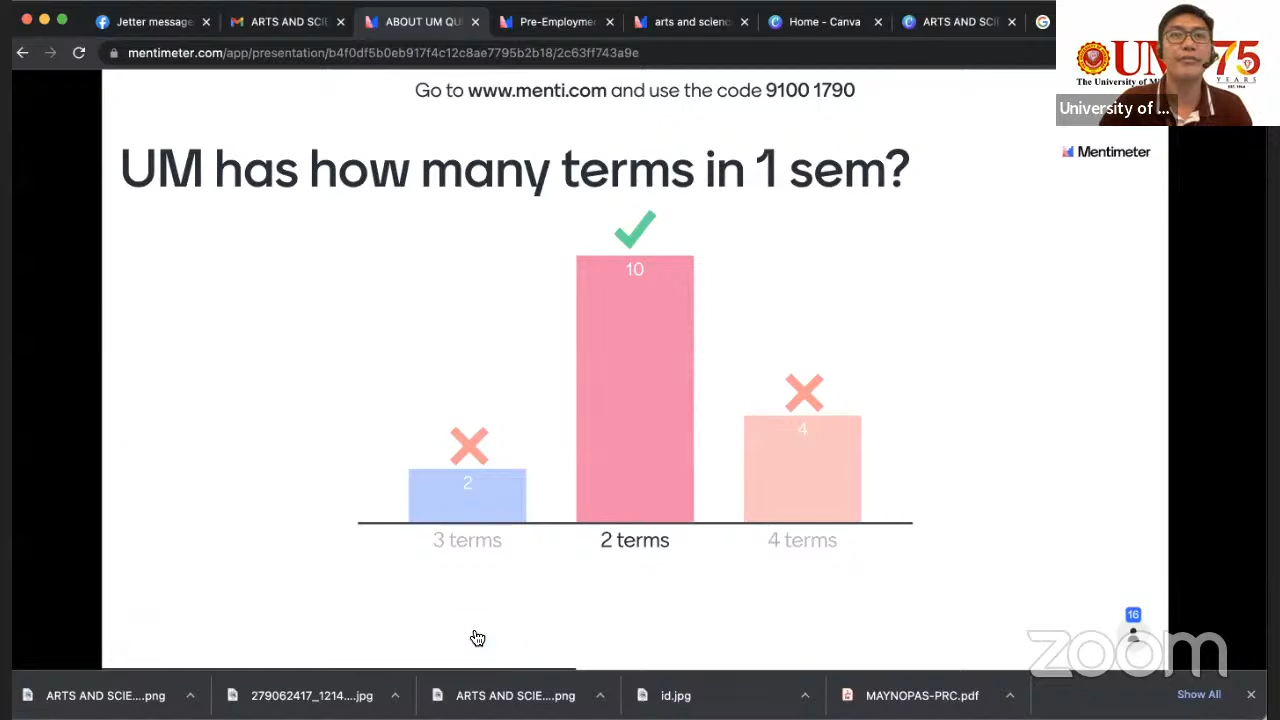 Jetter message
ARTS AND SCIE
ABOUT UM QU
Pre-Employme
arts and scienc
Home - Canva
ARTS AND SCIE
mentimeter.com/app/presentation/b4f0df5b0eb917f4c12c8ae7795b2b18/2c63ff743a9e
UM 75
YEARS
The University of M
University of ...
Go to www.menti.com and use the code 9100 1790
Mentimeter
UM has how many terms in 1 sem?
10
4
2
3 terms
2 terms
4 terms
16
zoom
ARTS AND SCIE....png
279062417_1214....jpg
ARTS AND SCIE....png
id.jpg
MAYNOPAS-PRC.pdf
Show All